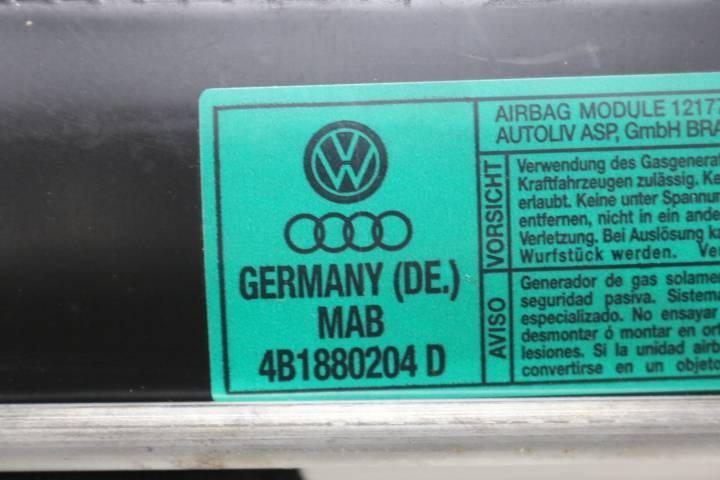 VW
GERMANY (DE.)
MAB
4B1880204 D
AIRBAG MODULE
AUTOLIV ASP, GmbH
VORSICHT
Verwendung des
Kraftfahrzeugen zulässig.
erlaubt. Keine unter
entfernen, nicht in ein
Verletzung. Bei Auslösung
Wurfstück werden.
AVISO
Generador de gas
seguridad pasiva.
especializado. No ensayar
desmontar ó montar en
lesiones. Si la unidad
convertirse en un